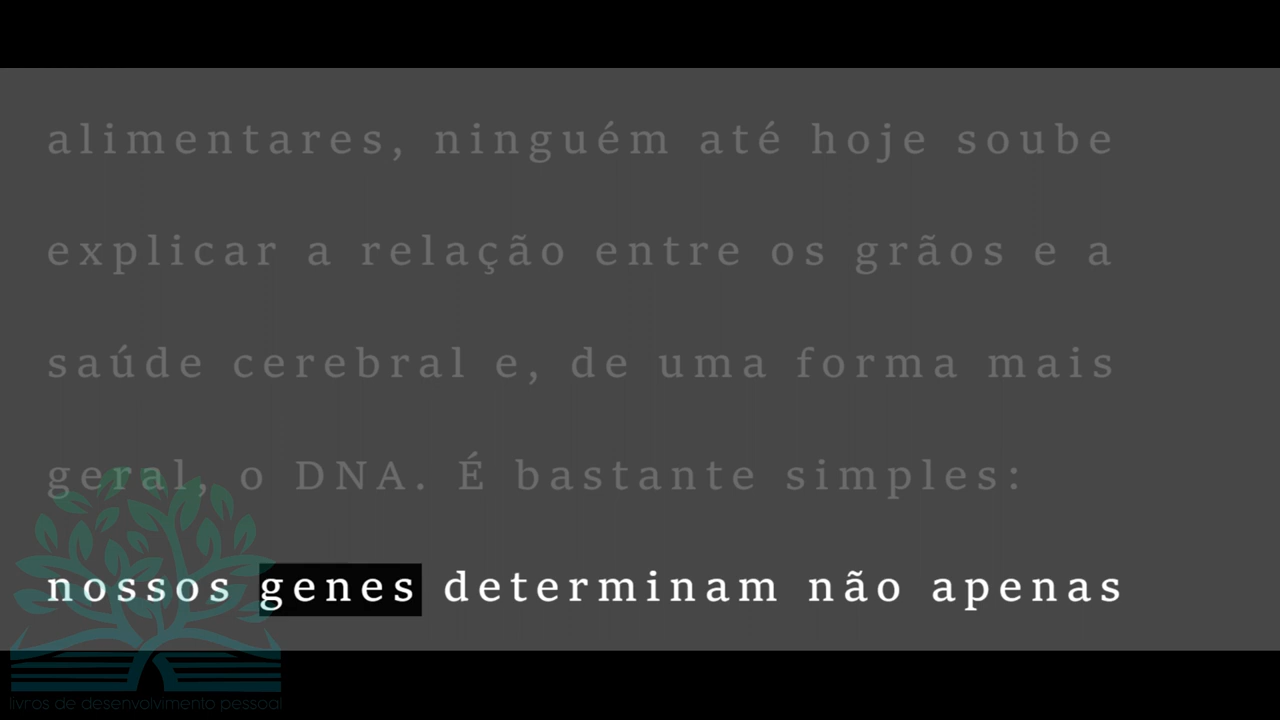 alimentares, ninguém até hoje soube
explicar a relação entre os grãos e a
saúde cerebral e, de uma forma mais
geral, o DNA. É bastante simples:
nossos genes determinam não apenas
livros de desenvolvimento pessoal